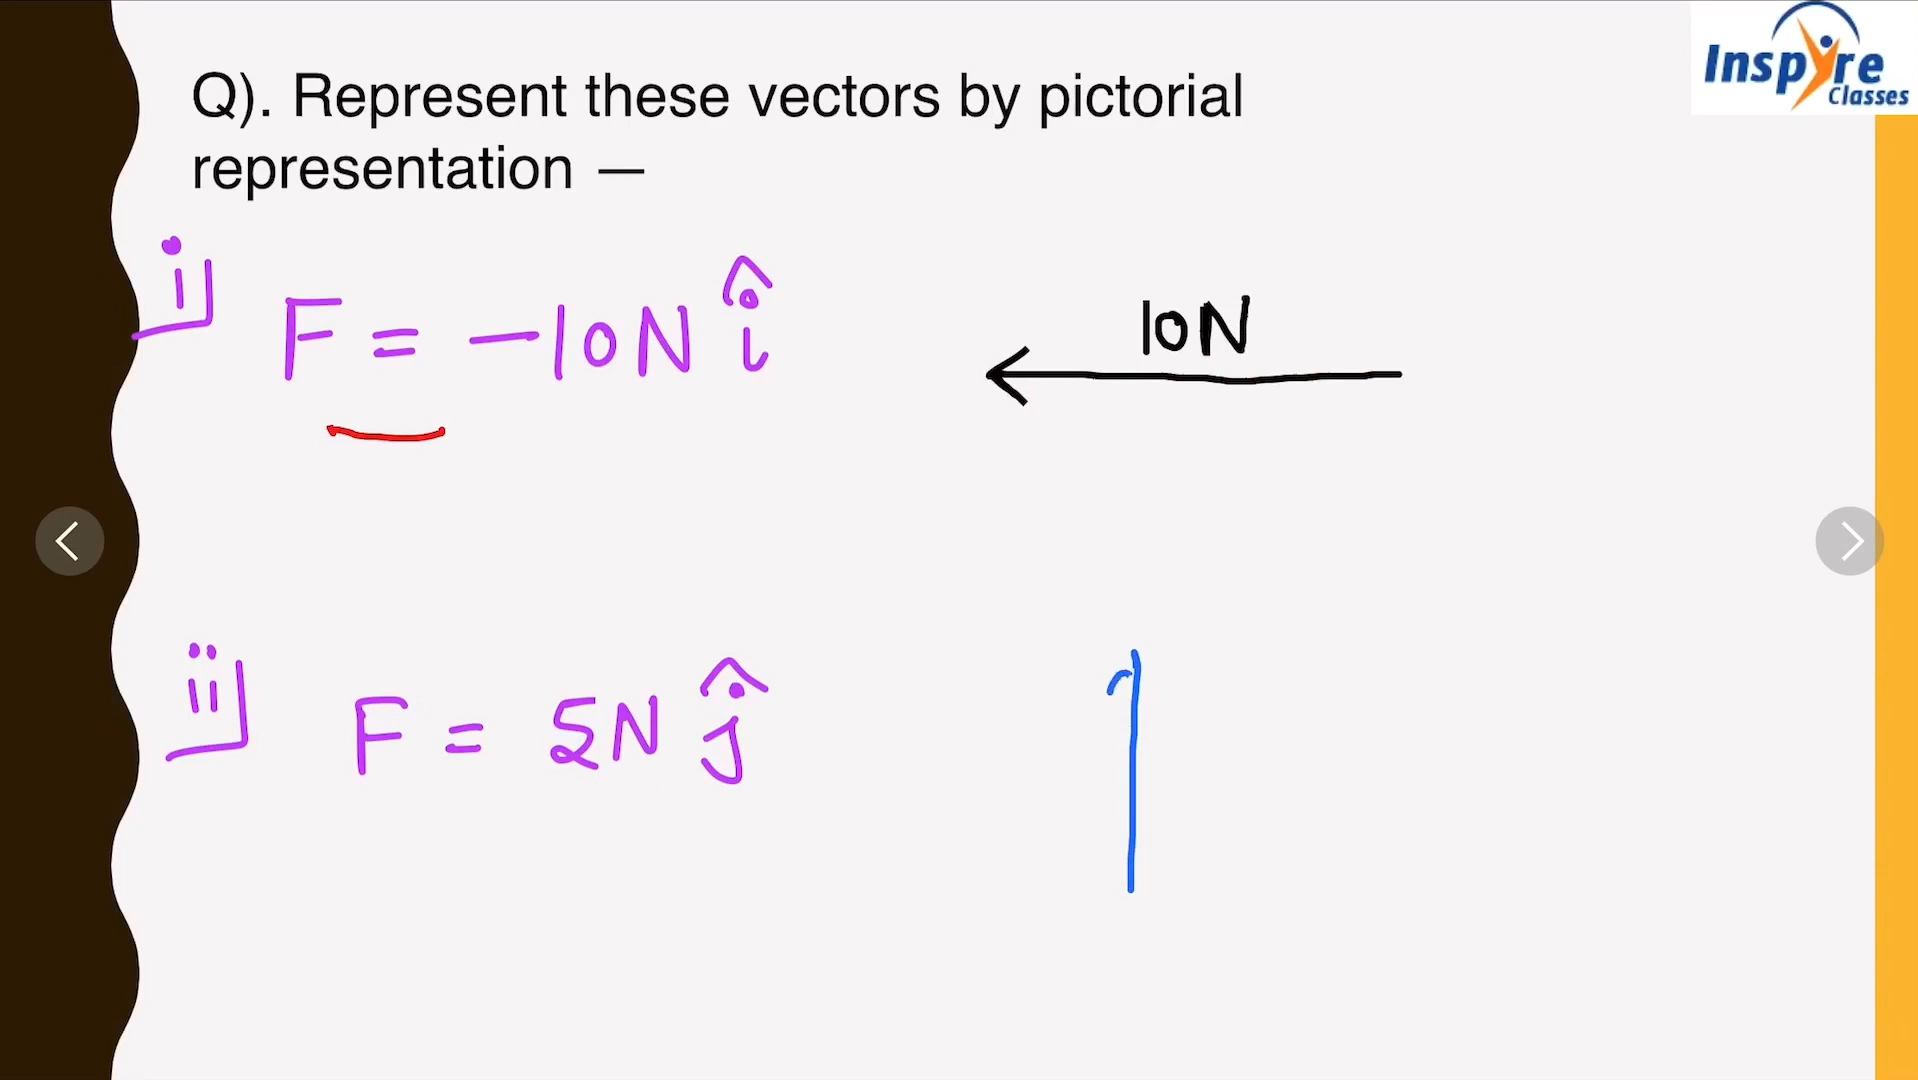 Inspyre
Classes
Q). Represent these vectors by pictorial
representation —
i] F = -10N î
10N
ii] F = 5N ĵ